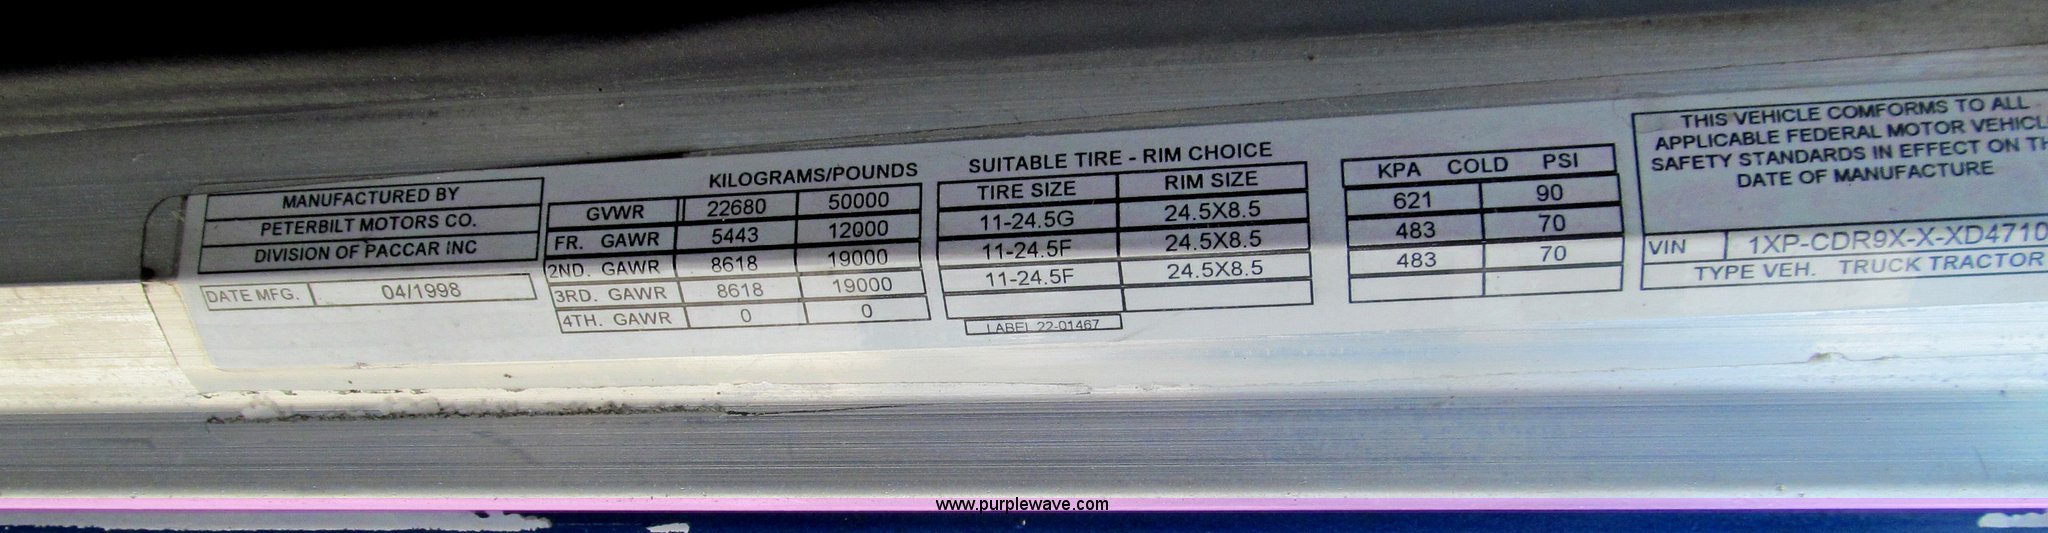 MANUFACTURED BY
PETERBILT MOTORS CO.
DIVISION OF PACCAR INC
DATE MFG. 04/1998
KILOGRAMS/POUNDS
GVWR 22680 50000
FR. GAWR 5443 12000
2ND. GAWR 8618 19000
3RD. GAWR 8618 19000
4TH. GAWR 0 0
SUITABLE TIRE - RIM CHOICE
TIRE SIZE RIM SIZE
11-24.5G 24.5X8.5
11-24.5F 24.5X8.5
11-24.5F 24.5X8.5
LABEL 22-01467
KPA COLD PSI
621 90
483 70
483 70
THIS VEHICLE COMFORMS TO ALL
APPLICABLE FEDERAL MOTOR VEHICL
SAFETY STANDARDS IN EFFECT ON TH
DATE OF MANUFACTURE
VIN 1XP-CDR9X-X-XD4710
TYPE VEH. TRUCK TRACTOR
www.purplewave.com